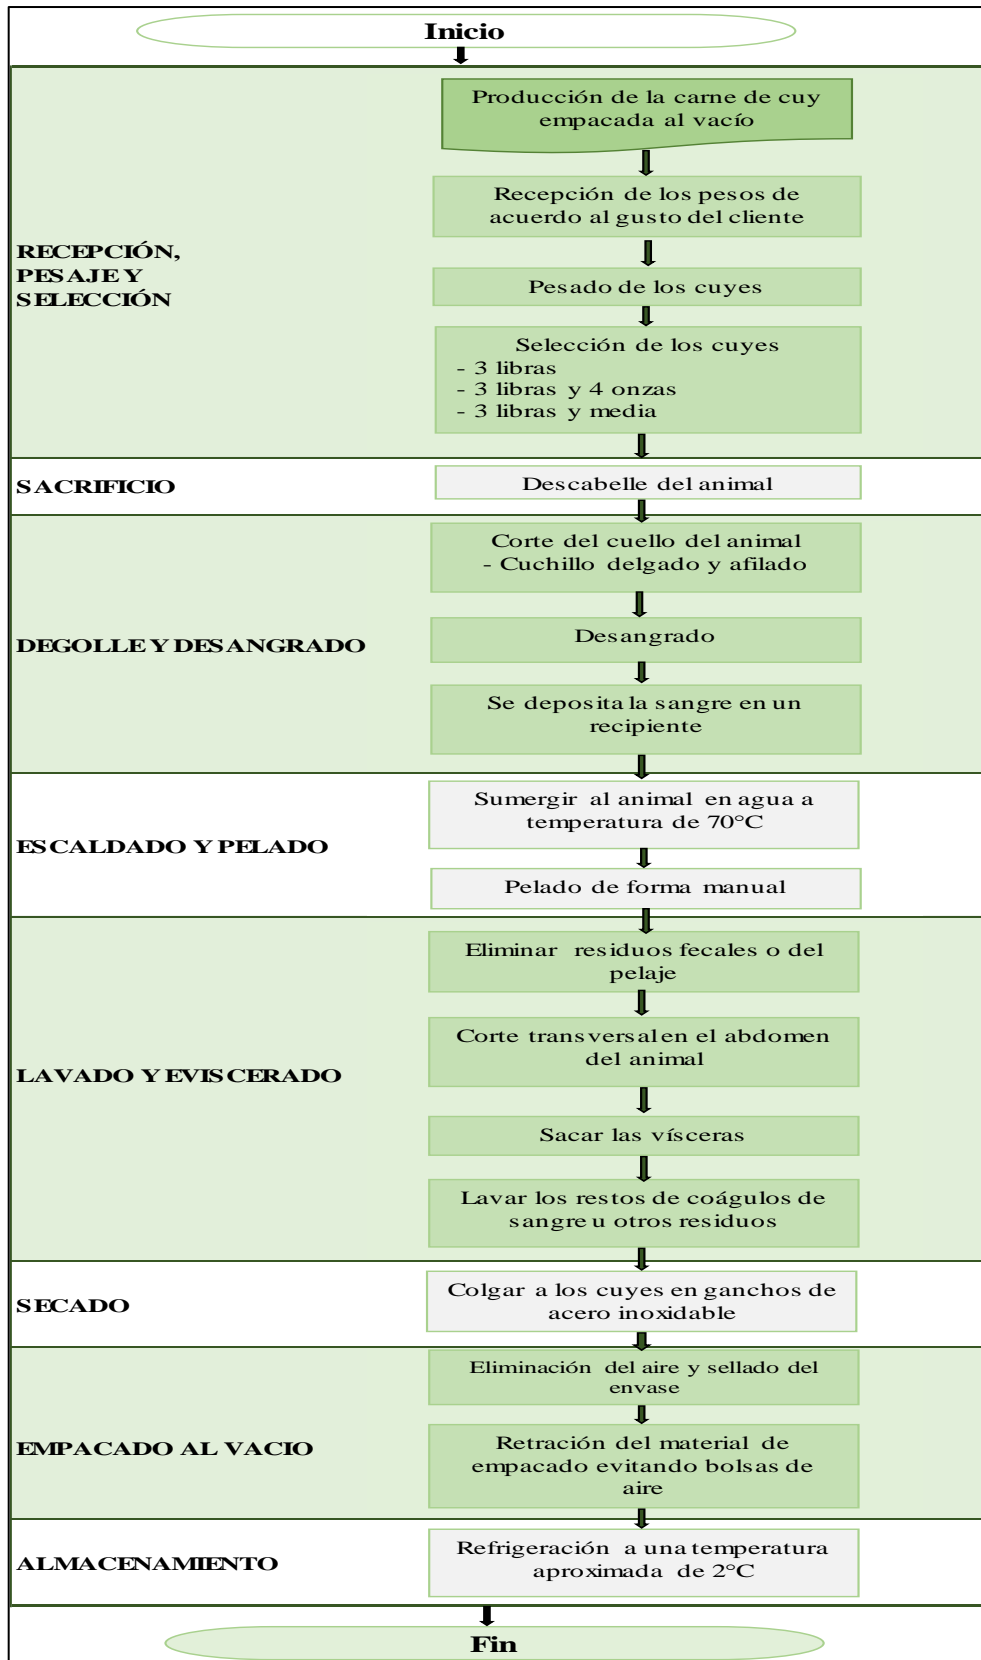 Inicio
Producción de la carne de cuy
empacada al vacío
Recepción de los pesos de
acuerdo al gusto del cliente
RECEPCIÓN,
PESAJE Y
SELECCIÓN
Pesado de los cuyes
Selección de los cuyes
- 3 libras
- 3 libras y 4 onzas
- 3 libras y media
SACRIFICIO
Descabelle del animal
Corte del cuello del animal
- Cuchillo delgado y afilado
DEGOLLE Y DESANGRADO
Desangrado
Se deposita la sangre en un
recipiente
Sumergir al animal en agua a
temperatura de 70°C
ESCALDADO Y PELADO
Pelado de forma manual
Eliminar residuos fecales o del
pelaje
Corte transversal en el abdomen
del animal
LAVADO Y EVISCERADO
Sacar las vísceras
Lavar los restos de coágulos de
sangre u otros residuos
SECADO
Colgar a los cuyes en ganchos de
acero inoxidable
Eliminación del aire y sellado del
envase
EMPACADO AL VACIO
Retración del material de
empacado evitando bolsas de
aire
ALMACENAMIENTO
Refrigeración a una temperatura
aproximada de 2°C
Fin